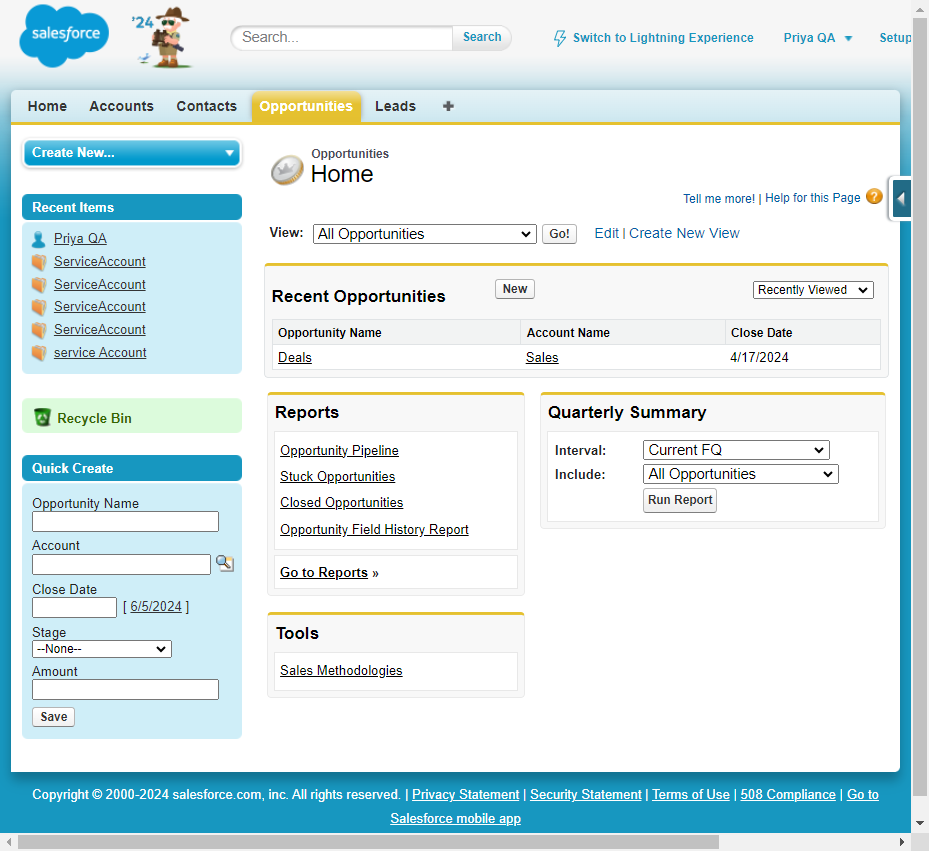 salesforce
'24
Search...
Search
Switch to Lightning Experience
Priya QA
Setup
Home
Accounts
Contacts
Opportunities
Leads
+
Create New...
Recent Items
Priya QA
ServiceAccount
ServiceAccount
ServiceAccount
ServiceAccount
service Account
Recycle Bin
Quick Create
Opportunity Name
Account
Close Date
[ 6/5/2024 ]
Stage
--None--
Amount
Save
Opportunities
Home
Tell me more! | Help for this Page ?
View: All Opportunities Go! Edit | Create New View
Recent Opportunities New Recently Viewed
Opportunity Name Account Name Close Date
Deals Sales 4/17/2024
Reports
Opportunity Pipeline
Stuck Opportunities
Closed Opportunities
Opportunity Field History Report
Go to Reports »
Tools
Sales Methodologies
Quarterly Summary
Interval: Current FQ
Include: All Opportunities
Run Report
Copyright © 2000-2024 salesforce.com, inc. All rights reserved. | Privacy Statement | Security Statement | Terms of Use | 508 Compliance | Go to
Salesforce mobile app